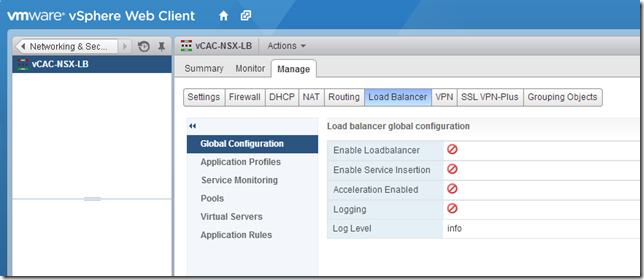 vmware® vSphere Web Client
Networking & Sec...
vCAC-NSX-LB
vCAC-NSX-LB Actions
Summary Monitor Manage
Settings Firewall DHCP NAT Routing Load Balancer VPN SSL VPN-Plus Grouping Objects
Global Configuration
Application Profiles
Service Monitoring
Pools
Virtual Servers
Application Rules
Load balancer global configuration
Enable Loadbalancer
Enable Service Insertion
Acceleration Enabled
Logging
Log Level info